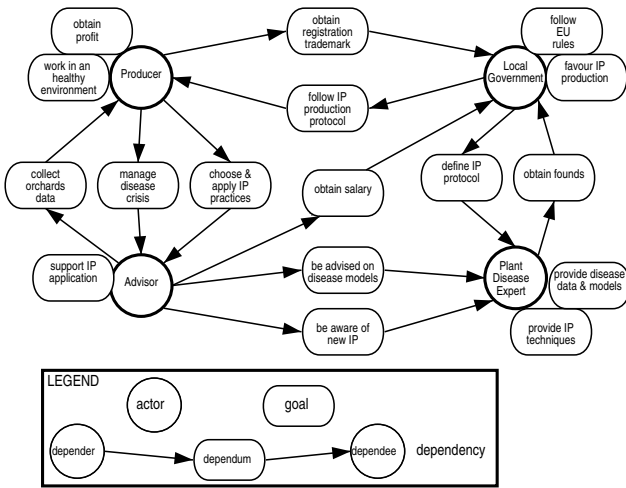 obtain
profit
work in an
healthy
environment
Producer
obtain
registration
trademark
follow IP
production
protocol
follow
EU
rules
Local
Government
favour IP
production
collect
orchards
data
manage
disease
crisis
choose &
apply IP
practices
obtain salary
define IP
protocol
obtain founds
support IP
application
Advisor
be advised on
disease models
be aware of
new IP
Plant
Disease
Expert
provide disease
data & models
provide IP
techniques
LEGEND
actor
goal
depender
dependum
dependee
dependency